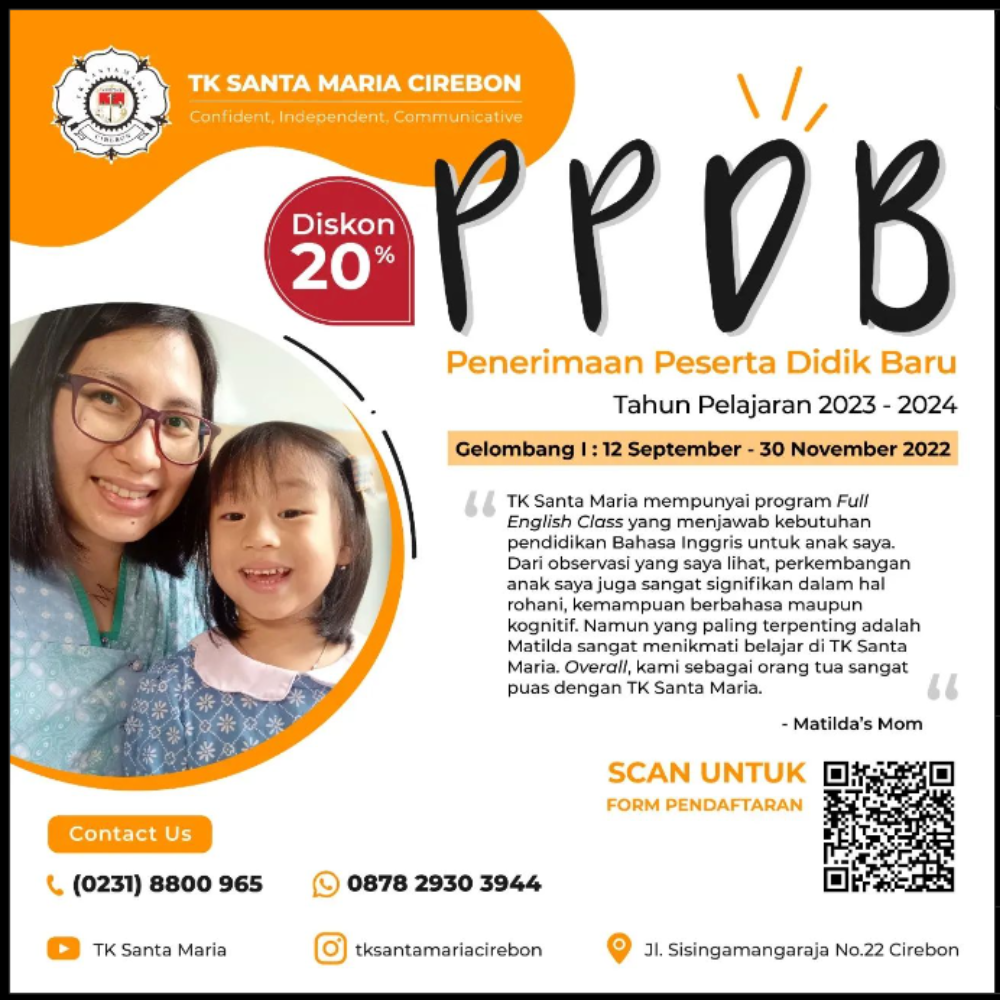 TK SANTA MARIA
CIREBON
TK SANTA MARIA CIREBON
Confident, Independent, Communicative
Diskon
20%
PPDB
Penerimaan Peserta Didik Baru
Tahun Pelajaran 2023 - 2024
Gelombang I : 12 September - 30 November 2022
“ TK Santa Maria mempunyai program Full
English Class yang menjawab kebutuhan
pendidikan Bahasa Inggris untuk anak saya.
Dari observasi yang saya lihat, perkembangan
anak saya juga sangat signifikan dalam hal
rohani, kemampuan berbahasa maupun
kognitif. Namun yang paling terpenting adalah
Matilda sangat menikmati belajar di TK Santa
Maria. Overall, kami sebagai orang tua sangat
puas dengan TK Santa Maria. “
- Matilda’s Mom
SCAN UNTUK
FORM PENDAFTARAN
Contact Us
(0231) 8800 965
0878 2930 3944
TK Santa Maria
tksantamariacirebon
Jl. Sisingamangaraja No.22 Cirebon